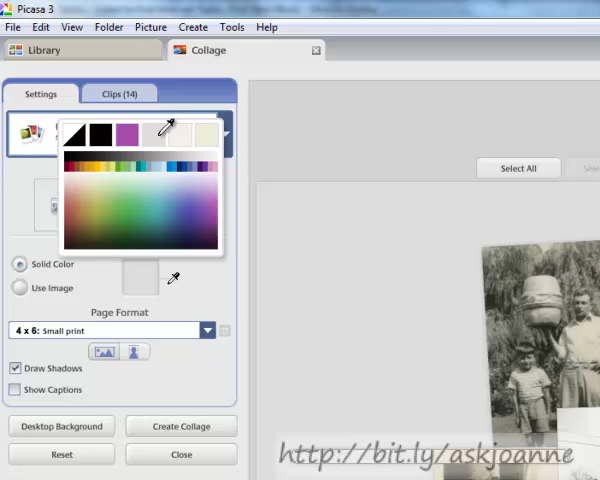 Picasa 3
File Edit View Folder Picture Create Tools Help
Library
Collage
Settings
Clips (14)
Select All
Solid Color
Use Image
Page Format
4 x 6: Small print
Draw Shadows
Show Captions
Desktop Background
Create Collage
Reset
Close
http://bit.ly/askjoanne